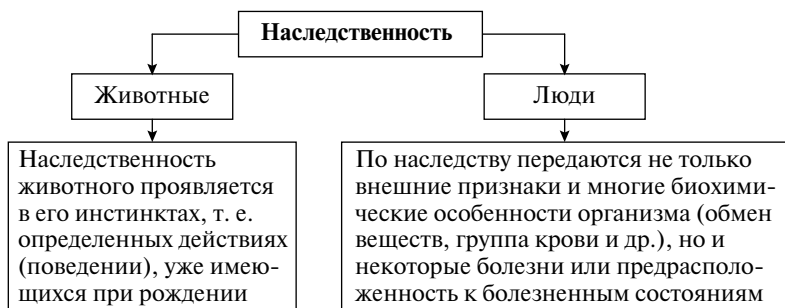 Наследственность
Животные
Люди
Наследственность
животного проявляется
в его инстинктах, т. е.
определенных действиях
(поведении), уже имею-
щихся при рождении
По наследству передаются не только
внешние признаки и многие биохими-
ческие особенности организма (обмен
веществ, группа крови и др.), но и
некоторые болезни или предрасполо-
женность к болезненным состояниям